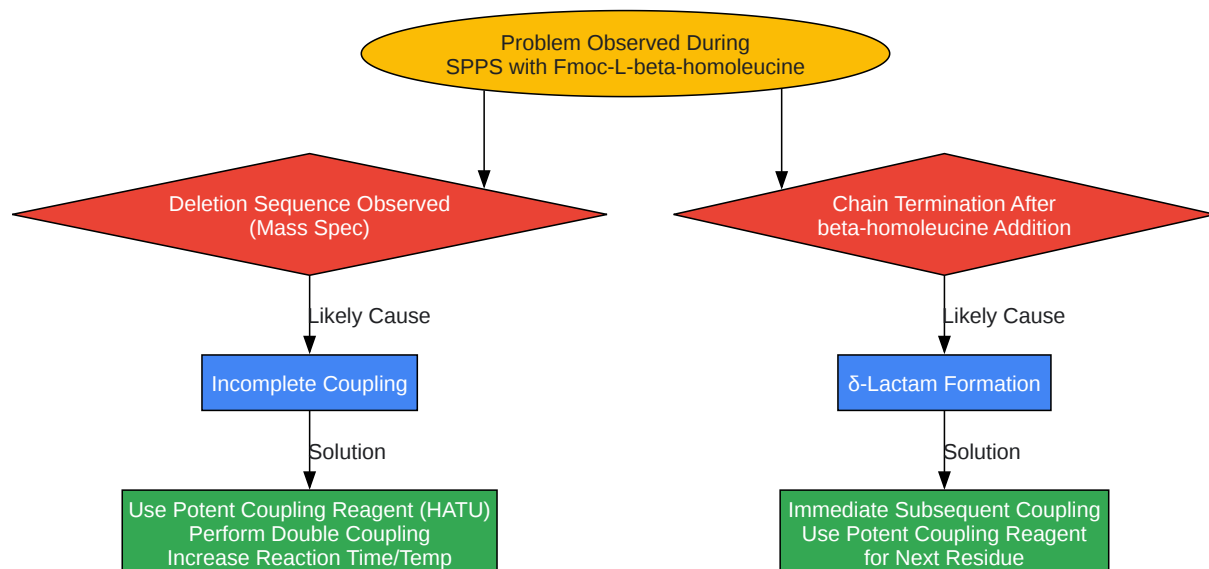 Problem Observed During
SPPS with Fmoc-L-beta-homoleucine
Deletion Sequence Observed
(Mass Spec)
Chain Termination After
beta-homoleucine Addition
Likely Cause
Likely Cause
Incomplete Coupling
δ-Lactam Formation
Solution
Solution
Use Potent Coupling Reagent (HATU)
Perform Double Coupling
Increase Reaction Time/Temp
Immediate Subsequent Coupling
Use Potent Coupling Reagent
for Next Residue